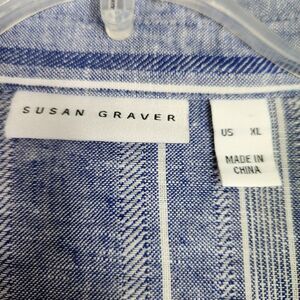 SUSAN GRAVER
US XL
MADE IN
CHINA